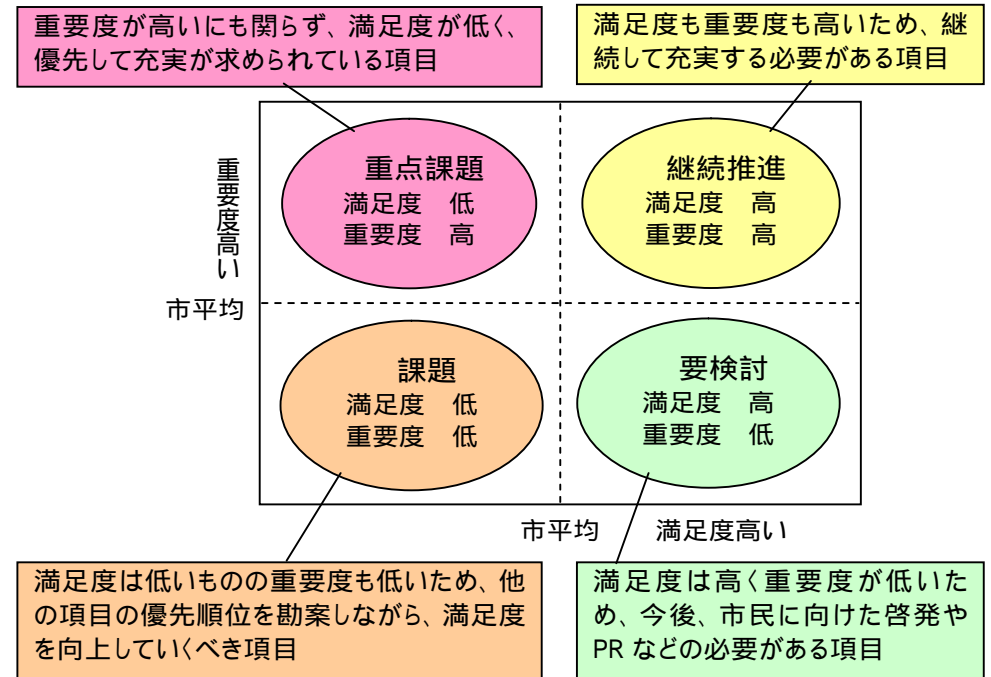 重要度が高いにも関らず、満足度が低く、
優先して充実が求められている項目
満足度も重要度も高いため、継
続して充実する必要がある項目
重要度高い
重点課題
満足度　低
重要度　高
継続推進
満足度　高
重要度　高
市平均
課題
満足度　低
重要度　低
要検討
満足度　高
重要度　低
市平均
満足度高い
満足度は低いものの重要度も低いため、他
の項目の優先順位を勘案しながら、満足度
を向上していくべき項目
満足度は高く重要度が低いた
め、今後、市民に向けた啓発や
PR などの必要がある項目